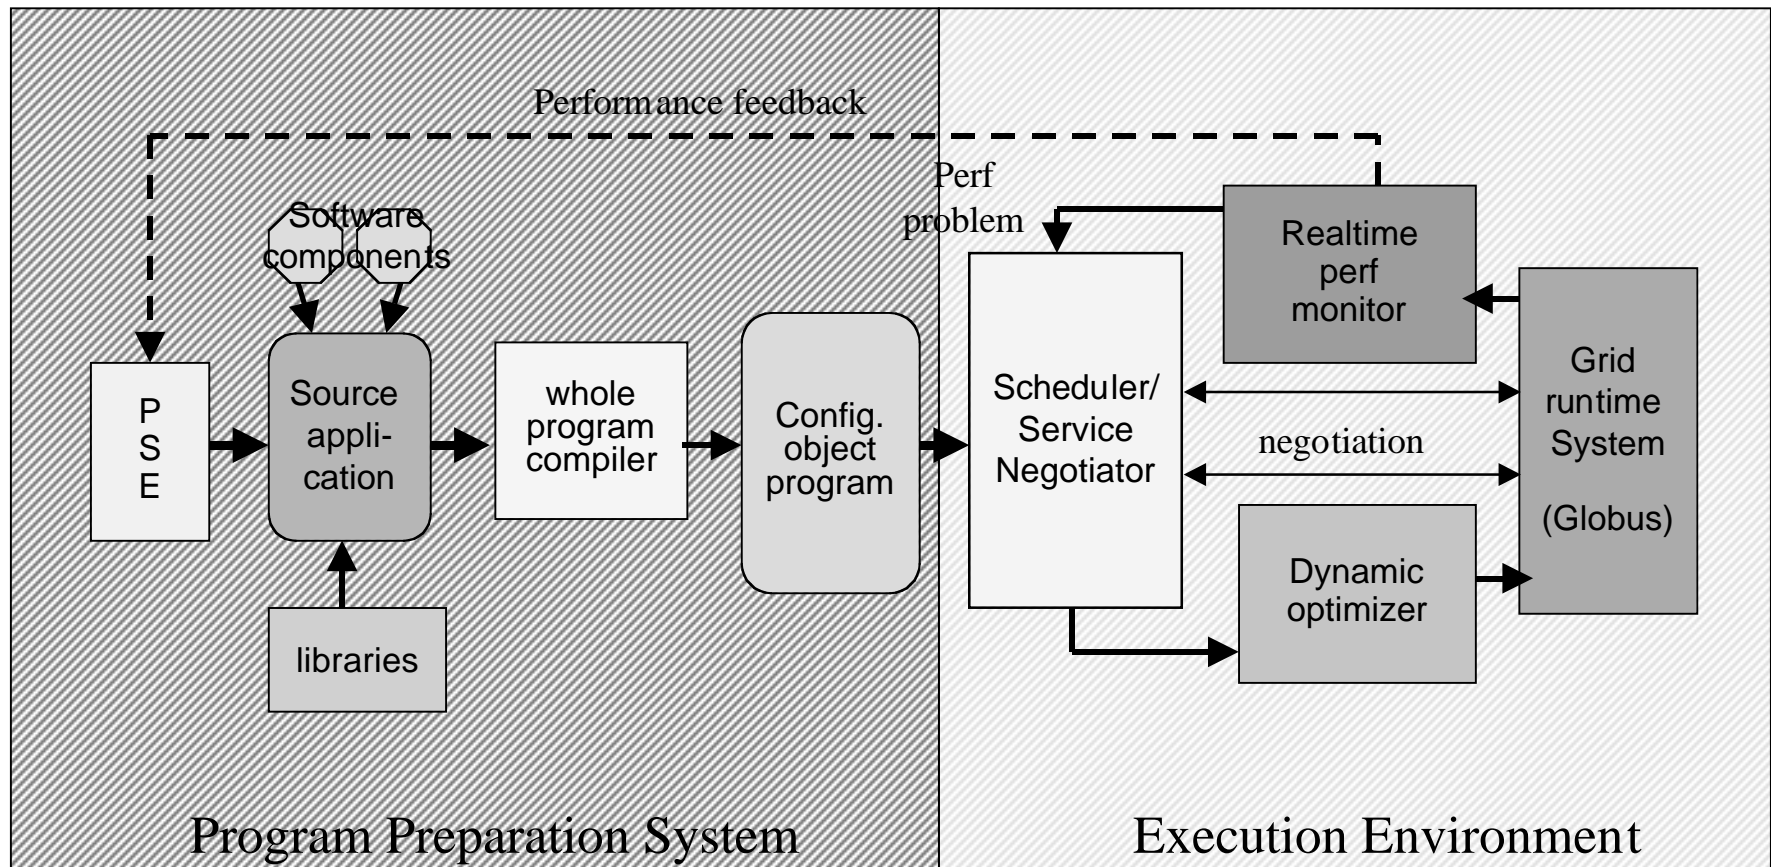 Performance feedback
Perf
problem
Software
components
Realtime
perf
monitor
P
S
E
Source
appli-
cation
whole
program
compiler
Config.
object
program
Scheduler/
Service
Negotiator
negotiation
Grid
runtime
System
(Globus)
libraries
Dynamic
optimizer
Program Preparation System
Execution Environment